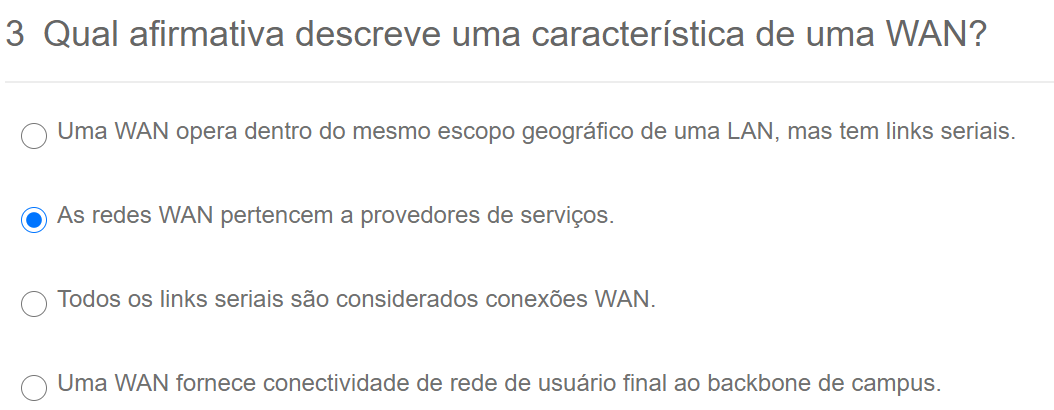 3 Qual afirmativa descreve uma característica de uma WAN?
Uma WAN opera dentro do mesmo escopo geográfico de uma LAN, mas tem links seriais.
As redes WAN pertencem a provedores de serviços.
Todos os links seriais são considerados conexões WAN.
Uma WAN fornece conectividade de rede de usuário final ao backbone de campus.